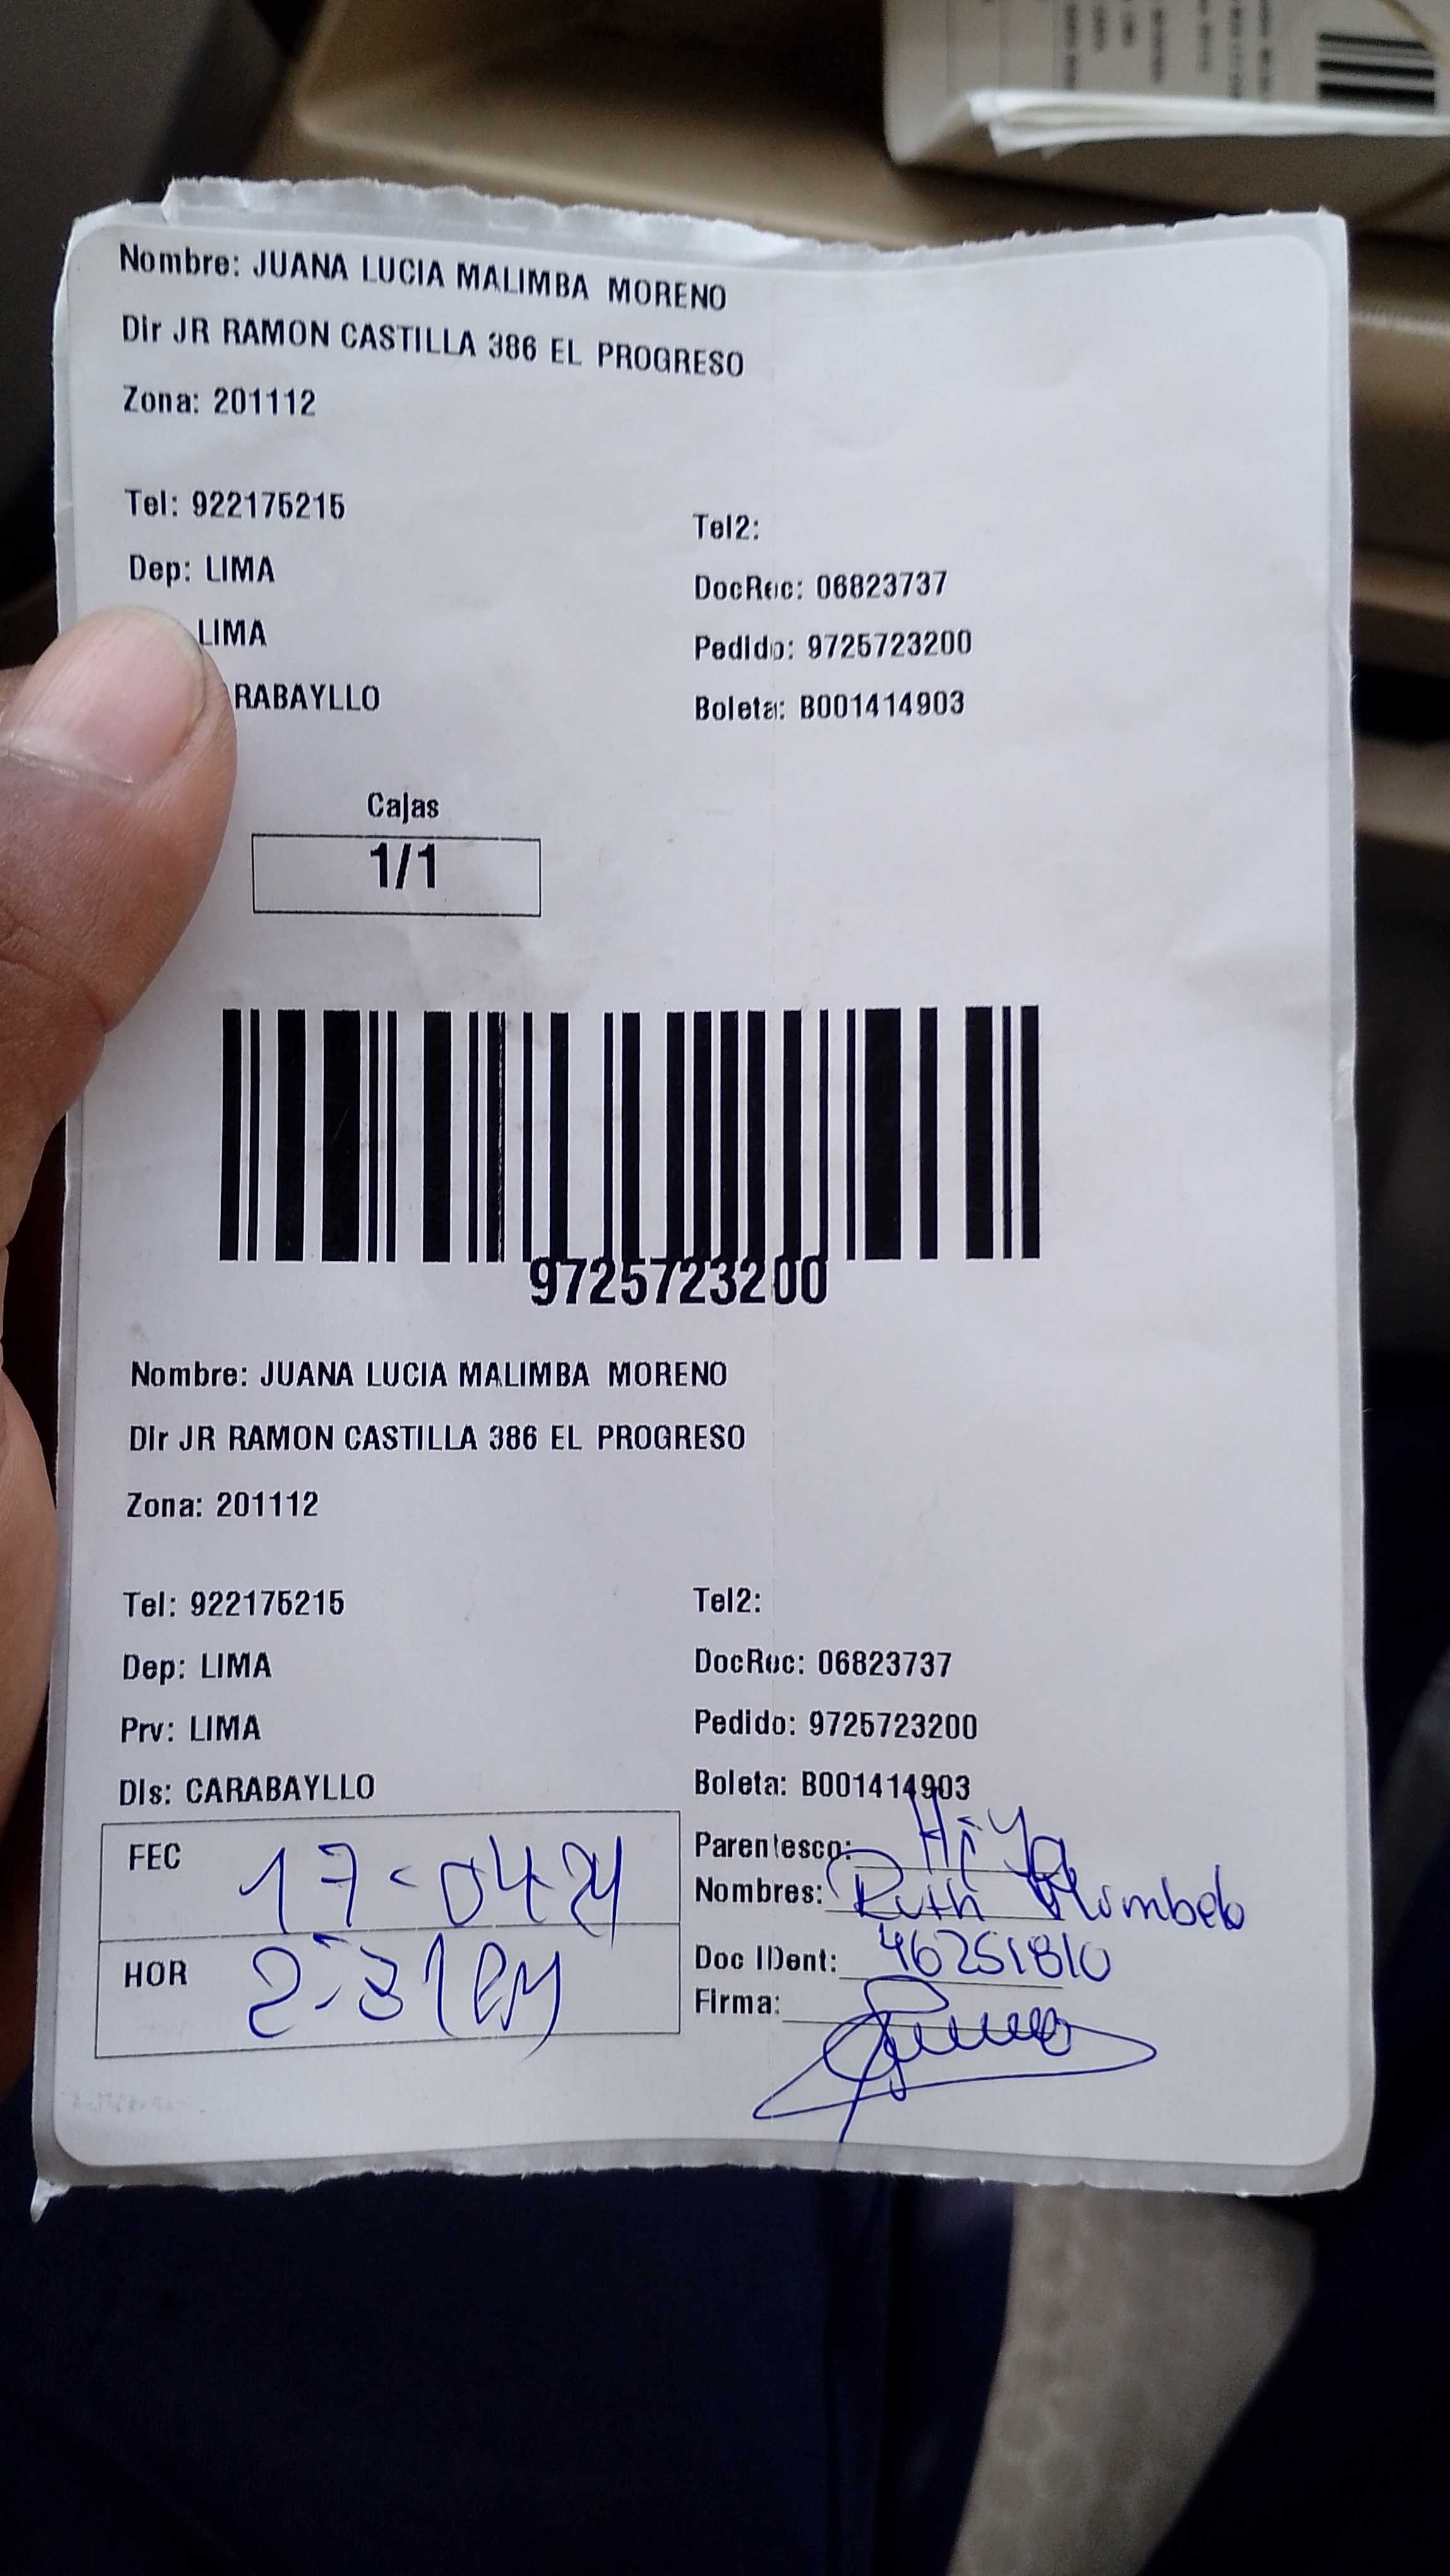 Nombre: JUANA LUCIA MALIMBA MORENO
Dir JR RAMON CASTILLA 386 EL PROGRESO
Zona: 201112
Tel: 922175215
Tel2:
Dep: LIMA
DocRec: 06823737
LIMA
Pedido: 9725723200
RABAYLLO
Boleta: B001414903
Cajas
1/1
9725723200
Nombre: JUANA LUCIA MALIMBA MORENO
Dir JR RAMON CASTILLA 386 EL PROGRESO
Zona: 201112
Tel: 922175215
Tel2:
Dep: LIMA
DocRec: 06823737
Prv: LIMA
Pedido: 9725723200
Dis: CARABAYLLO
Boleta: B001414903
FEC 17-04-21
Parentesco: Hija
Nombres: Ruth
HOR 2:31 PM
Doc IDent: 46251810
Firma: